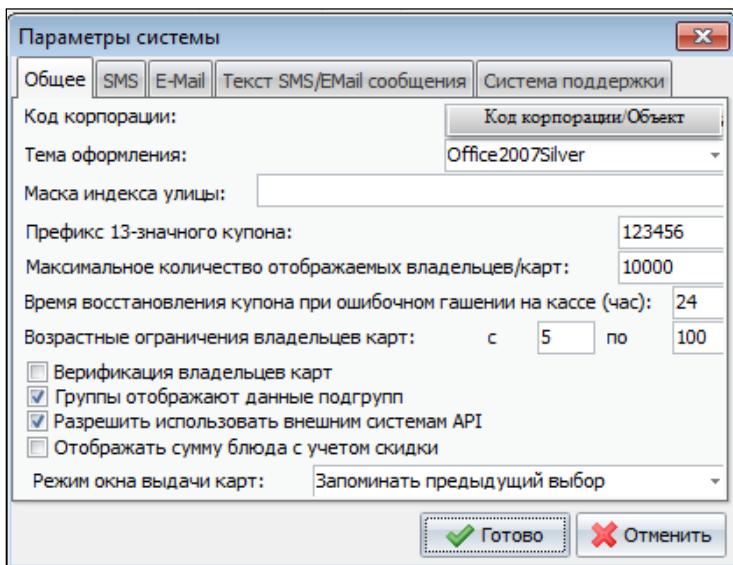 Параметры системы
Общее SMS E-Mail Текст SMS/EMail сообщения Система поддержки
Код корпорации: Код корпорации/Объект
Тема оформления: Office2007Silver
Маска индекса улицы:
Префикс 13-значного купона: 123456
Максимальное количество отображаемых владельцев/карт: 10000
Время восстановления купона при ошибочном гашении на кассе (час): 24
Возрастные ограничения владельцев карт: с 5 по 100
Верификация владельцев карт
Группы отображают данные подгрупп
Разрешить использовать внешним системам API
Отображать сумму блюда с учетом скидки
Режим окна выдачи карт: Запоминать предыдущий выбор
Готово Отменить